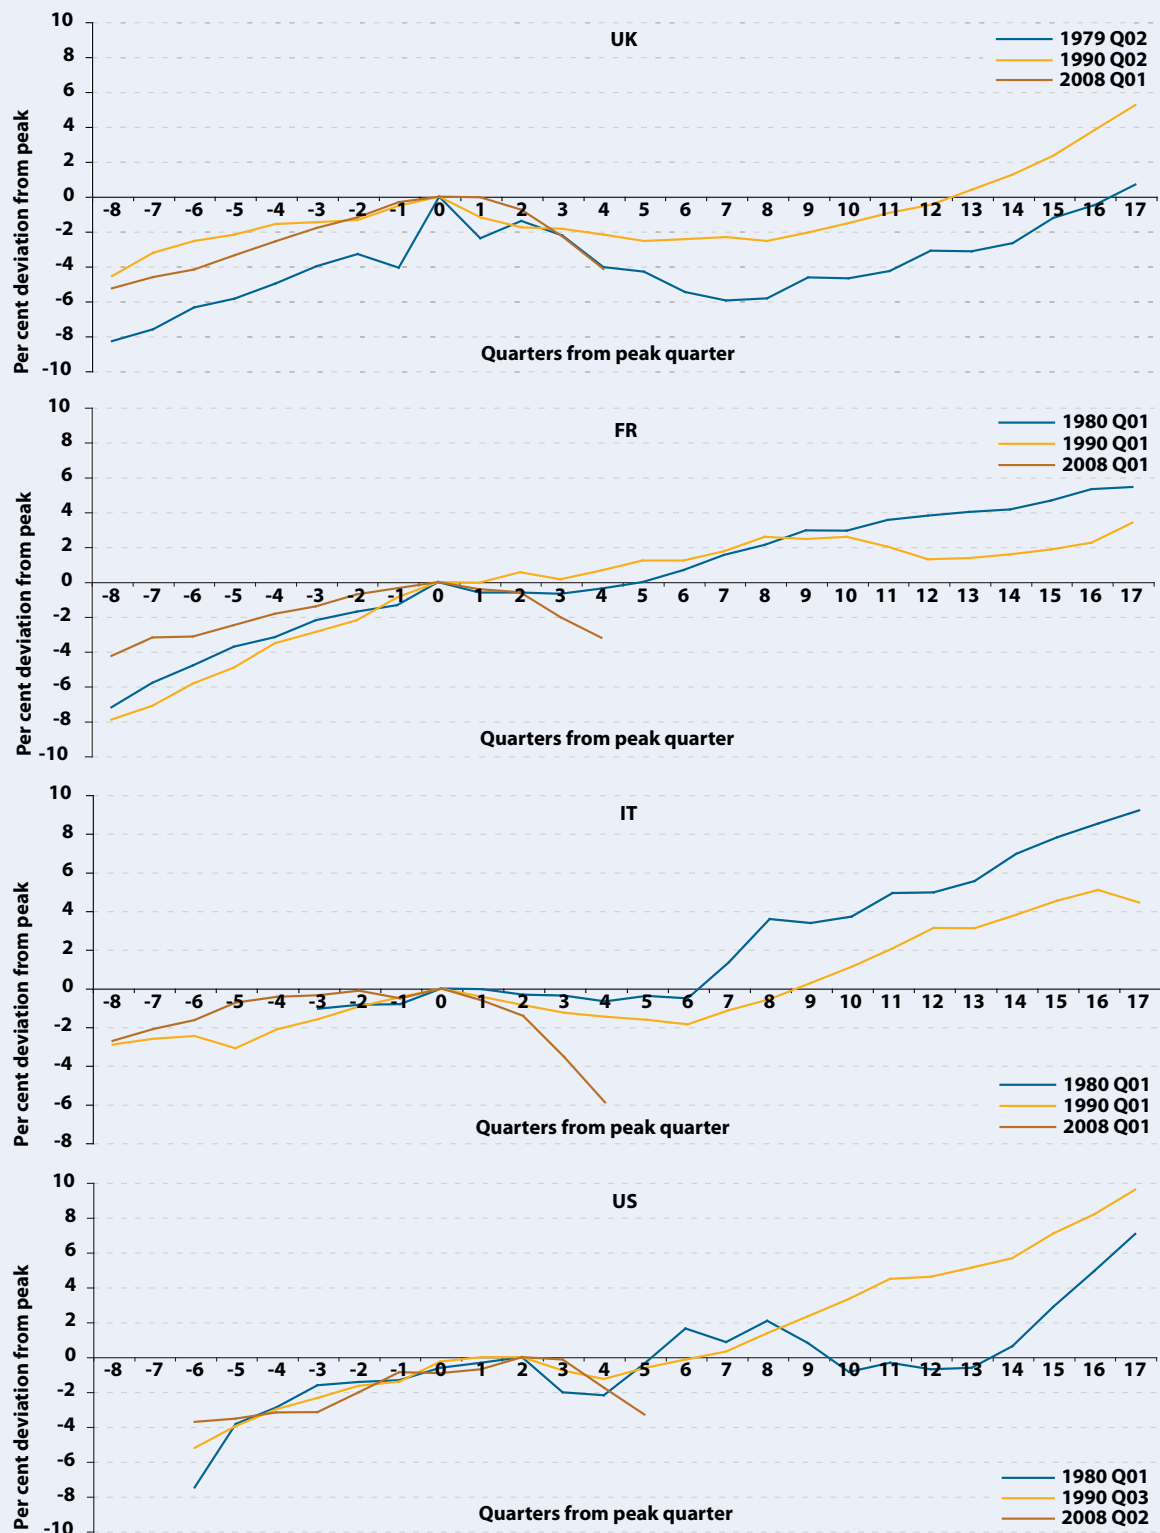 UK
1979 Q02
1990 Q02
2008 Q01
Per cent deviation from peak
10
8
6
4
2
0
-2
-4
-6
-8
-10
-8 -7 -6 -5 -4 -3 -2 -1 0 1 2 3 4 5 6 7 8 9 10 11 12 13 14 15 16 17
Quarters from peak quarter
FR
1980 Q01
1990 Q01
2008 Q01
Per cent deviation from peak
10
8
6
4
2
0
-2
-4
-6
-8
-10
-8 -7 -6 -5 -4 -3 -2 -1 0 1 2 3 4 5 6 7 8 9 10 11 12 13 14 15 16 17
Quarters from peak quarter
IT
Per cent deviation from peak
10
8
6
4
2
0
-2
-4
-6
-8
-8 -7 -6 -5 -4 -3 -2 -1 0 1 2 3 4 5 6 7 8 9 10 11 12 13 14 15 16 17
1980 Q01
1990 Q01
2008 Q01
Quarters from peak quarter
US
Per cent deviation from peak
10
8
6
4
2
0
-2
-4
-6
-8
-10
-8 -7 -6 -5 -4 -3 -2 -1 0 1 2 3 4 5 6 7 8 9 10 11 12 13 14 15 16 17
1980 Q01
1990 Q03
2008 Q02
Quarters from peak quarter